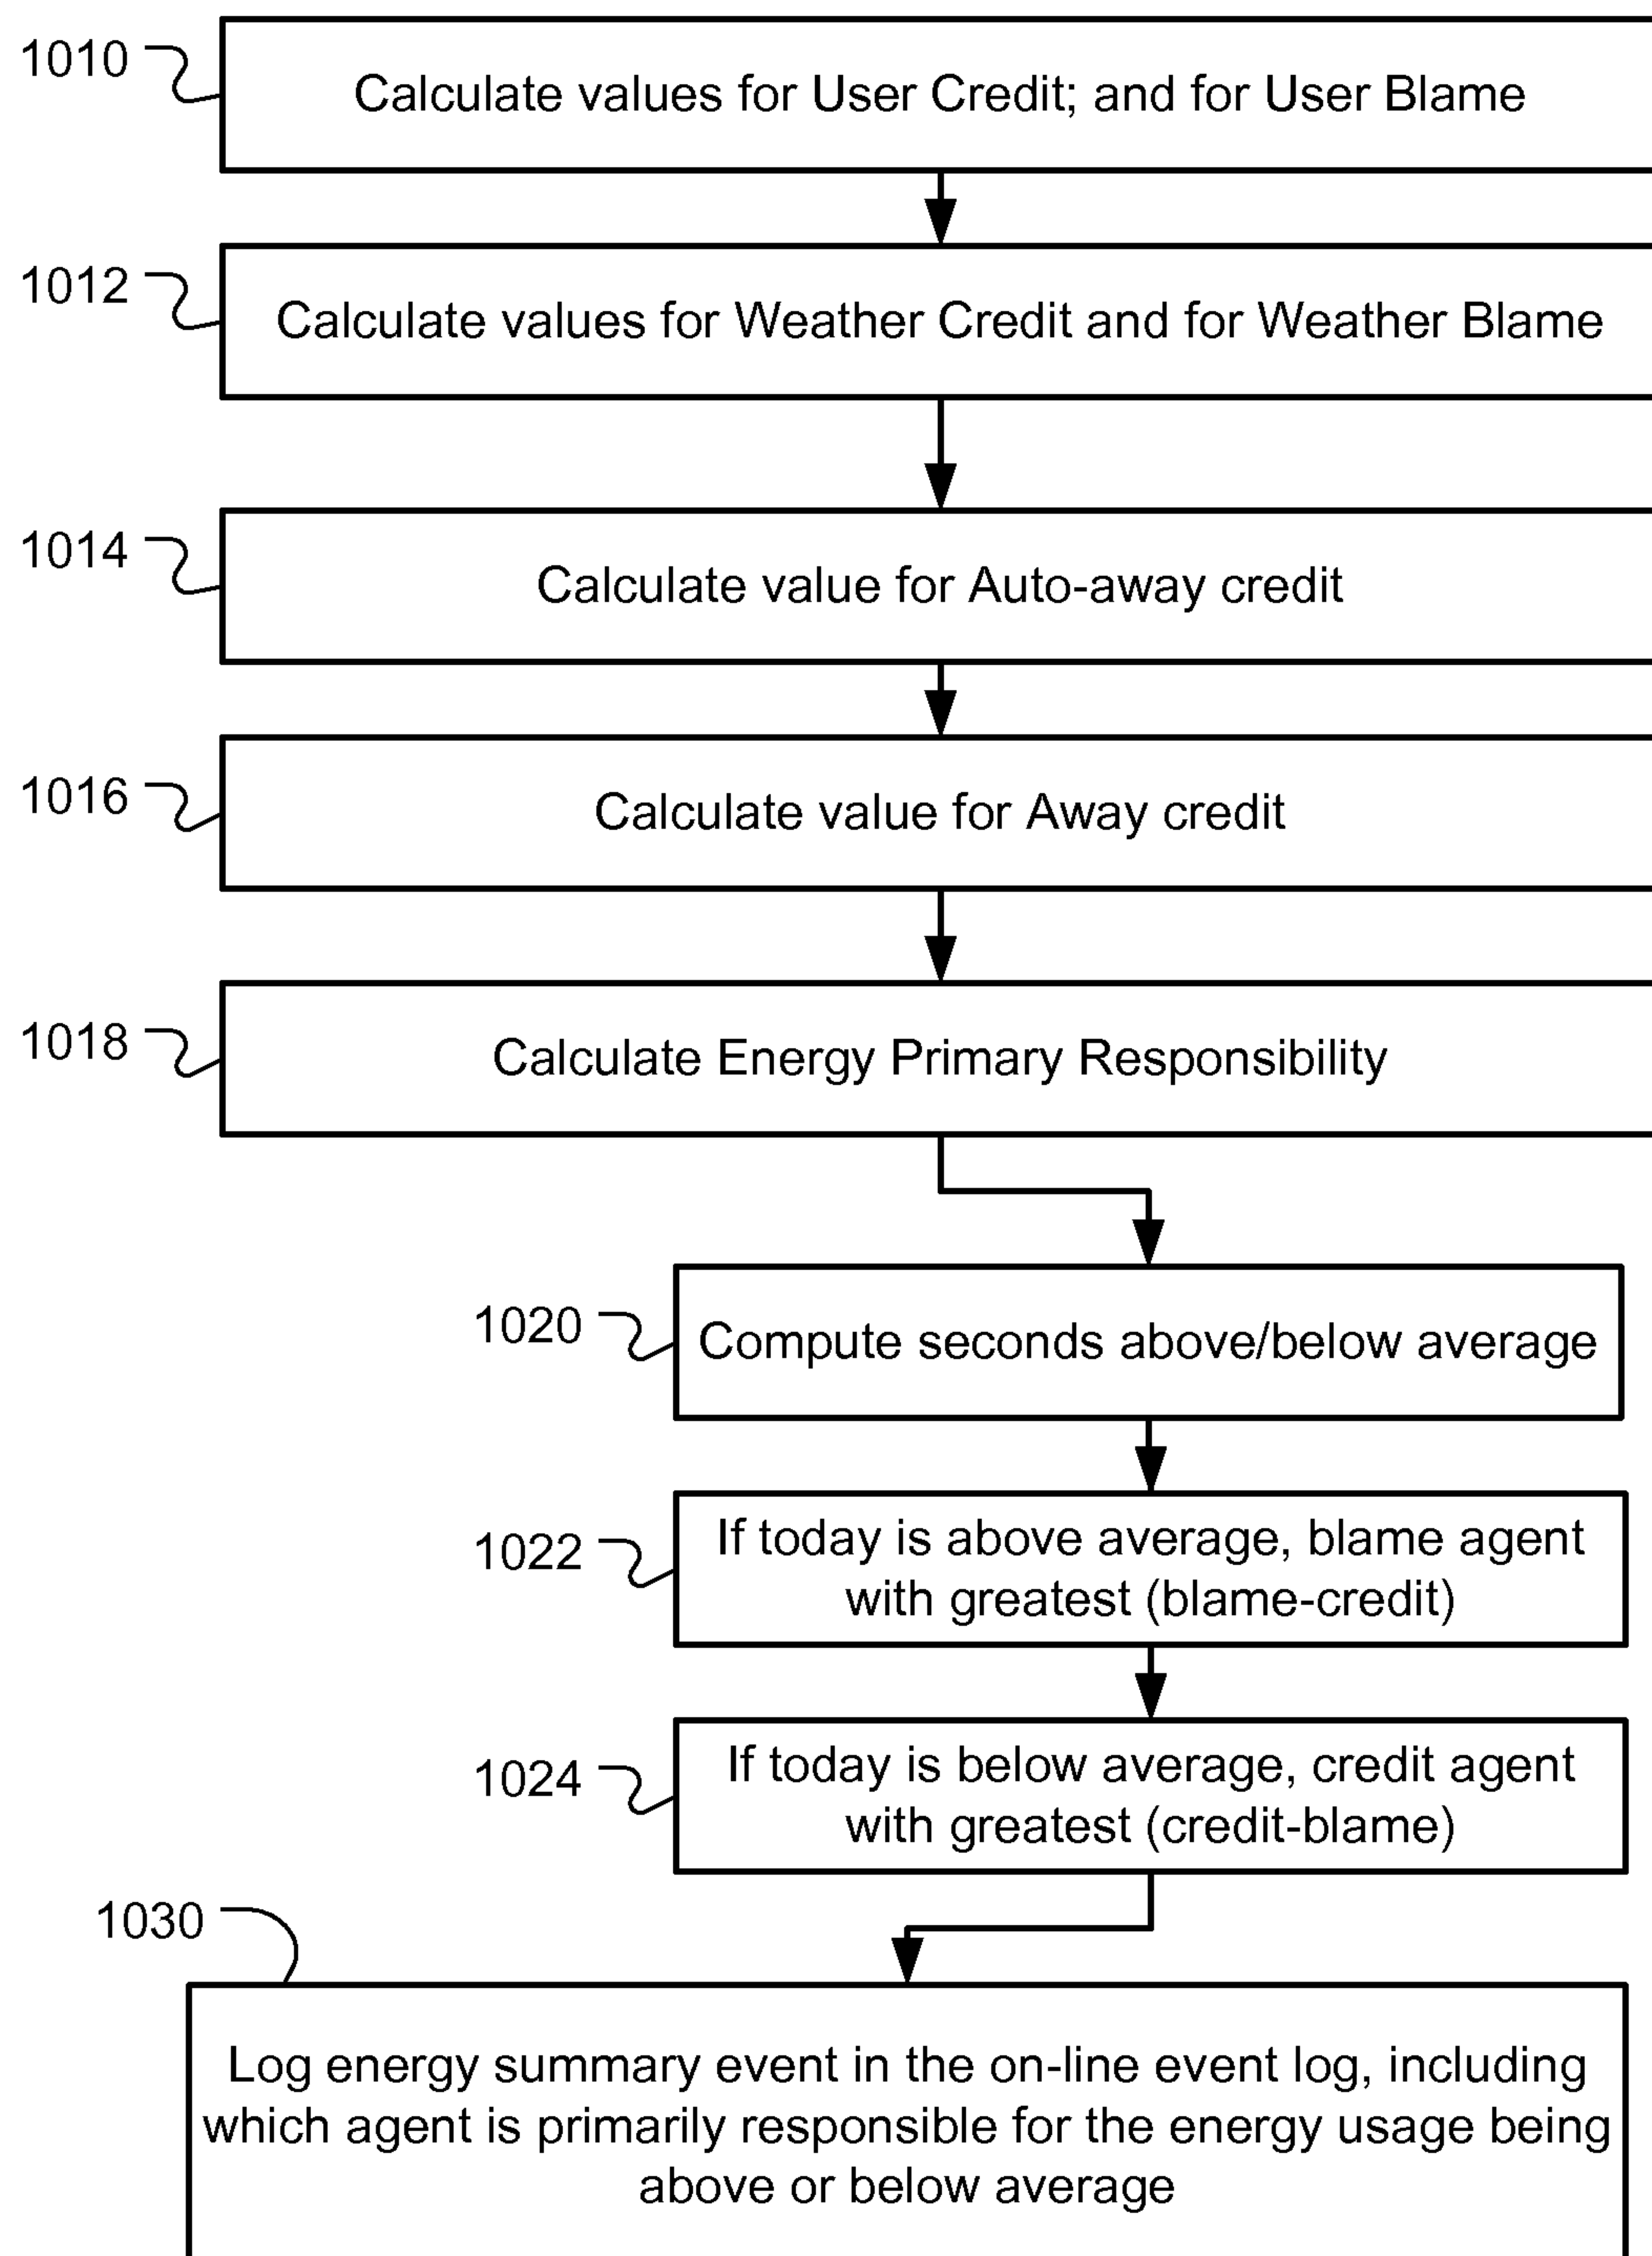 1010
Calculate values for User Credit; and for User Blame
1012
Calculate values for Weather Credit and for Weather Blame
1014
Calculate value for Auto-away credit
1016
Calculate value for Away credit
1018
Calculate Energy Primary Responsibility
1020
Compute seconds above/below average
1022
If today is above average, blame agent
with greatest (blame-credit)
1024
If today is below average, credit agent
with greatest (credit-blame)
1030
Log energy summary event in the on-line event log, including
which agent is primarily responsible for the energy usage being
above or below average